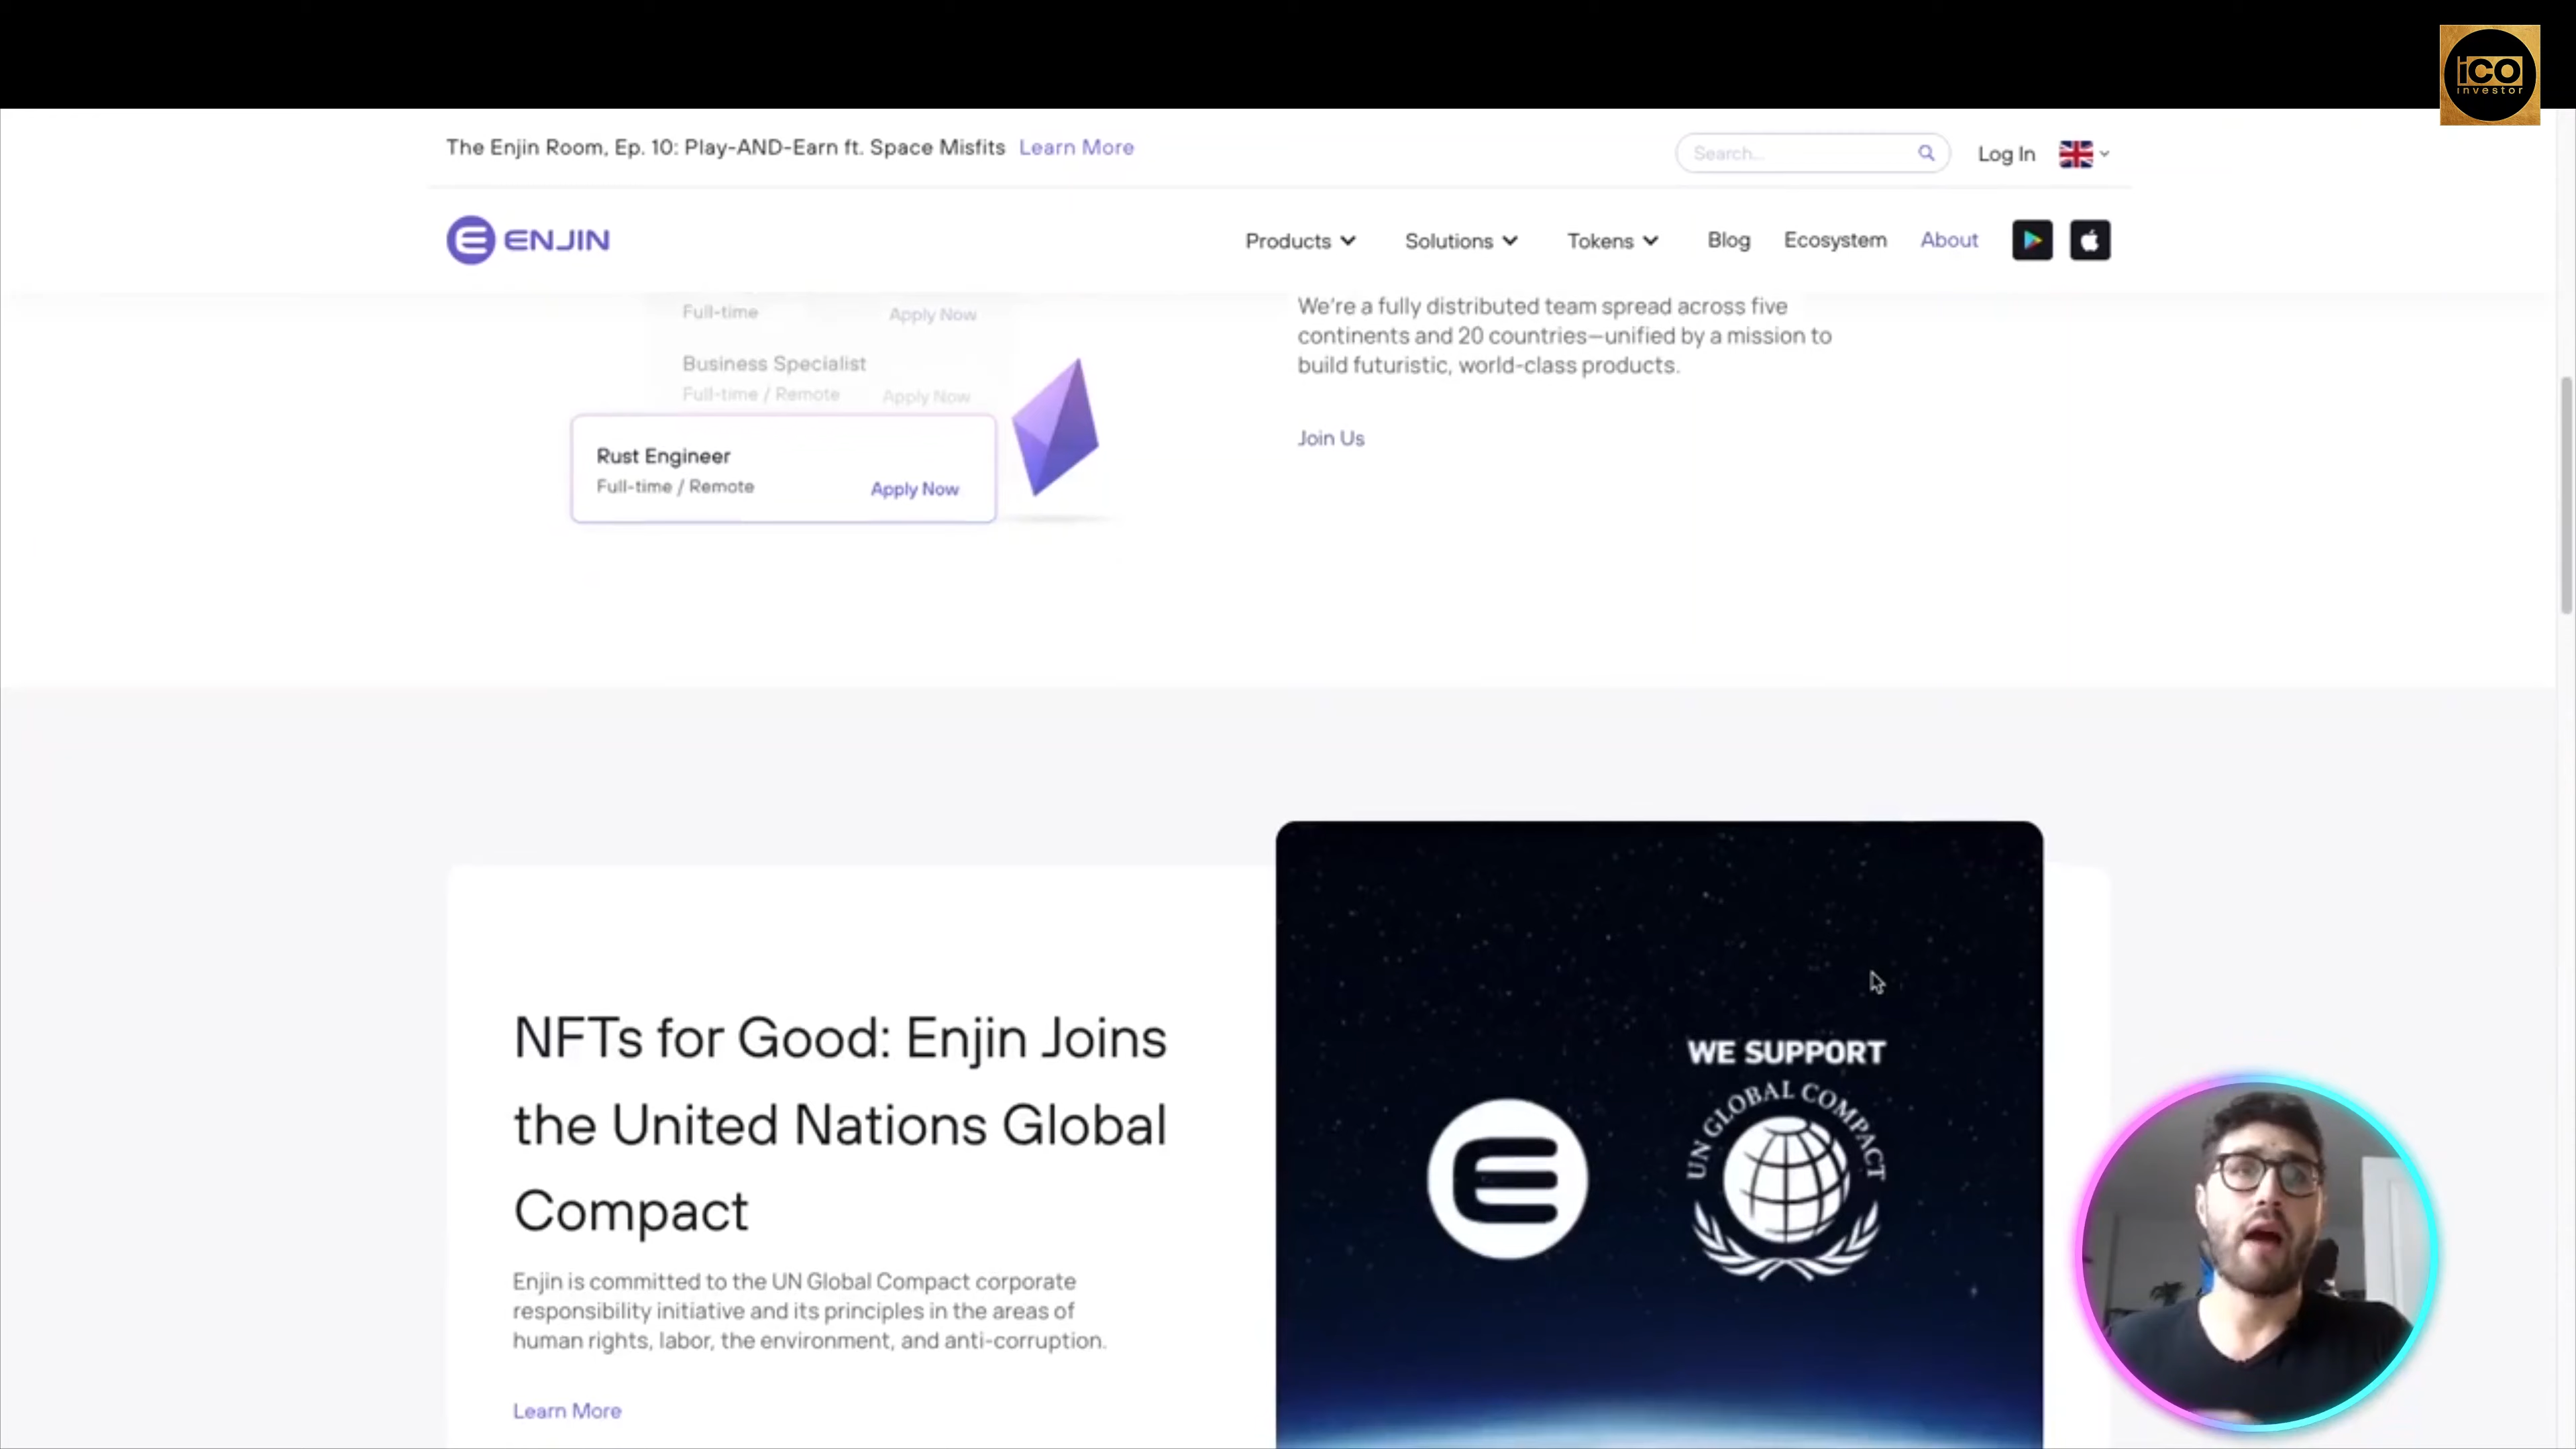 iCO
investor
The Enjin Room, Ep. 10: Play-AND-Earn ft. Space Misfits Learn More
Search...
Log In
ENJIN
Products
Solutions
Tokens
Blog
Ecosystem
About
Full-time
Apply Now
Business Specialist
Full-time / Remote
Apply Now
Rust Engineer
Full-time / Remote
Apply Now
We're a fully distributed team spread across five
continents and 20 countries—unified by a mission to
build futuristic, world-class products.
Join Us
NFTs for Good: Enjin Joins
the United Nations Global
Compact
Enjin is committed to the UN Global Compact corporate
responsibility initiative and its principles in the areas of
human rights, labor, the environment, and anti-corruption.
Learn More
WE SUPPORT
UN GLOBAL COMPACT